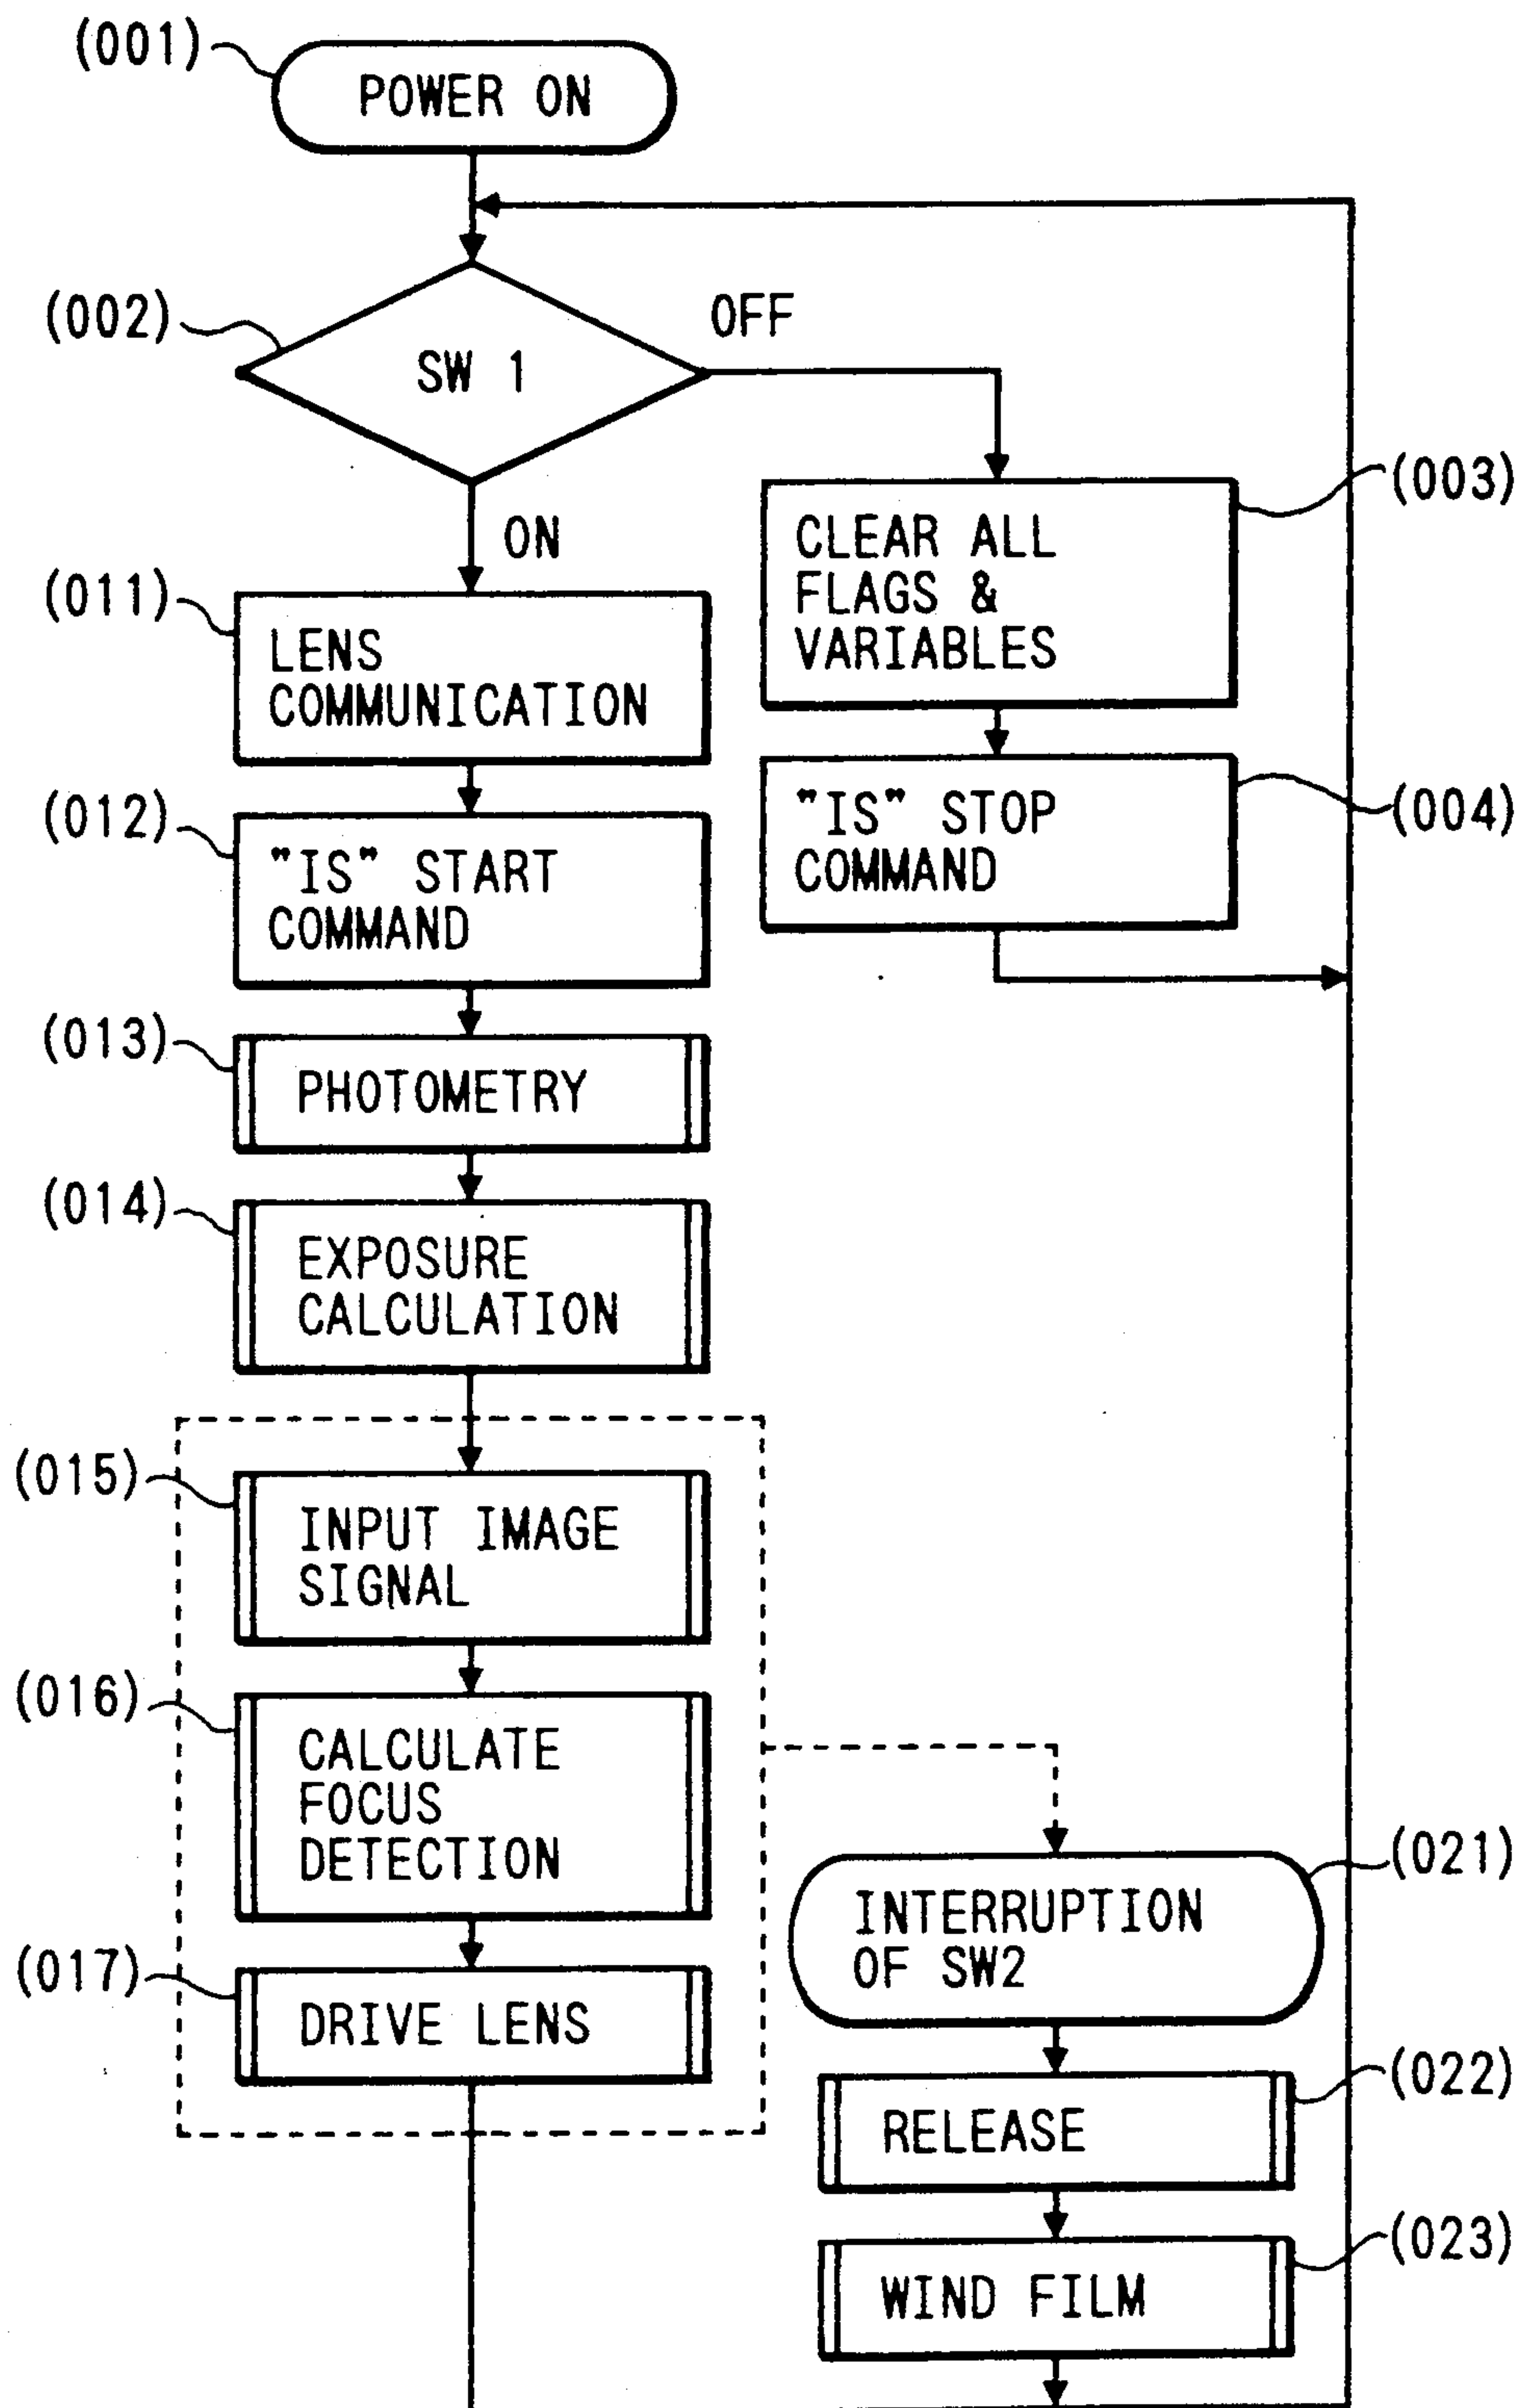 (001)
POWER ON
(002)
SW 1
OFF
ON
(003)
CLEAR ALL
FLAGS &
VARIABLES
(004)
"IS" STOP
COMMAND
(011)
LENS
COMMUNICATION
(012)
"IS" START
COMMAND
(013)
PHOTOMETRY
(014)
EXPOSURE
CALCULATION
(015)
INPUT IMAGE
SIGNAL
(016)
CALCULATE
FOCUS
DETECTION
(017)
DRIVE LENS
(021)
INTERRUPTION
OF SW2
(022)
RELEASE
(023)
WIND FILM